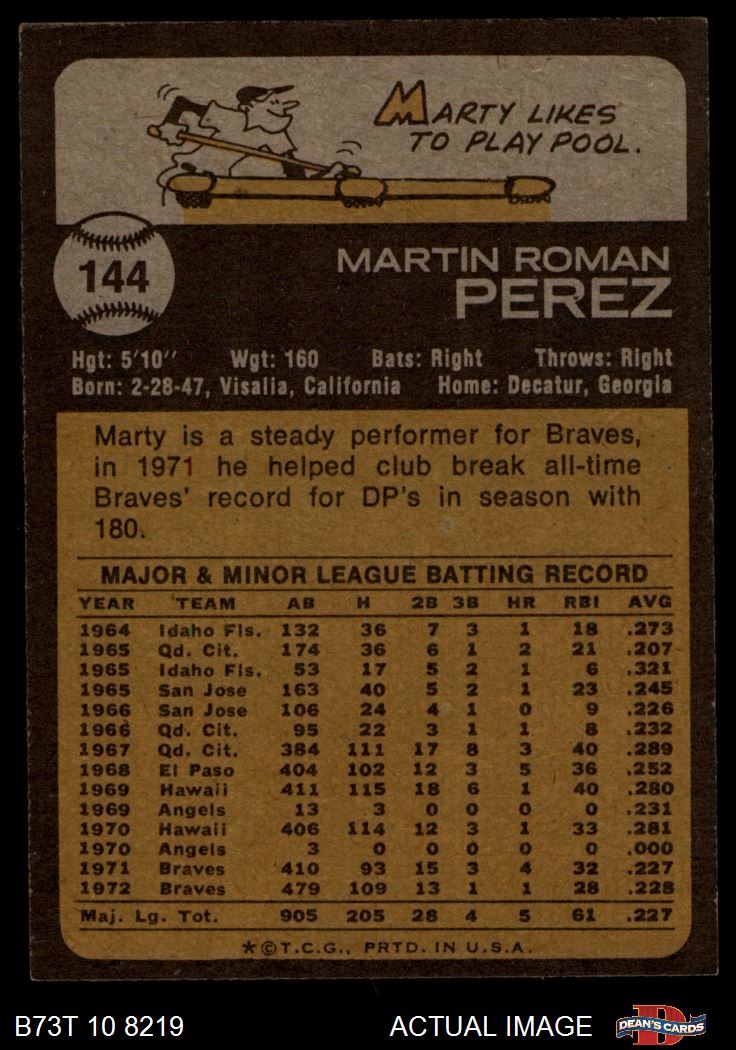 MARTY LIKES
TO PLAY POOL.
144
MARTIN ROMAN
PEREZ
Hgt: 5'10" Wgt: 160 Bats: Right Throws: Right
Born: 2-28-47, Visalia, California Home: Decatur, Georgia
Marty is a steady performer for Braves,
in 1971 he helped club break all-time
Braves' record for DP's in season with
180.
MAJOR & MINOR LEAGUE BATTING RECORD
YEAR TEAM AB H 2B 3B HR RBI AVG
1964 Idaho Fls. 132 36 7 3 1 18 .273
1965 Qd. Cit. 174 36 6 1 2 21 .207
1965 Idaho Fls. 53 17 5 2 1 6 .321
1965 San Jose 163 40 5 2 1 23 .245
1966 San Jose 106 24 4 1 0 9 .226
1966 Qd. Cit. 95 22 3 1 1 8 .232
1967 Qd. Cit. 384 111 17 8 3 40 .289
1968 El Paso 404 102 12 3 5 36 .252
1969 Hawaii 411 115 18 6 1 40 .280
1969 Angels 13 3 0 0 0 0 .231
1970 Hawaii 406 114 12 3 1 33 .281
1970 Angels 3 0 0 0 0 0 .000
1971 Braves 410 93 15 3 4 32 .227
1972 Braves 479 109 13 1 1 28 .228
Maj. Lg. Tot. 905 205 28 4 5 61 .227
*©T.C.G., PRTD. IN U.S.A.
B73T 10 8219 ACTUAL IMAGE D DEAN'S CARDS